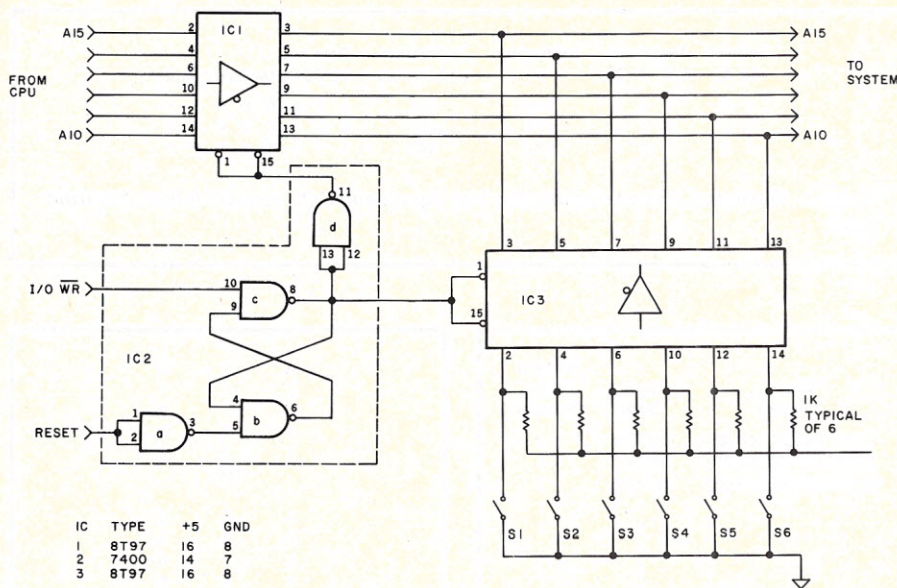 A15
2
IC1
3
A15
4
5
6
7
FROM
CPU
TO
SYSTEM
10
9
12
11
A10
14
13
A10
1
15
11
d
13
12
3
5
7
9
11
13
I/O WR
10
c
8
9
1
IC3
15
IC2
4
b
6
5
2
4
6
10
12
14
1K
TYPICAL
OF 6
RESET
1
a
3
2
S1
S2
S3
S4
S5
S6
IC TYPE +5 GND
1 8T97 16 8
2 7400 14 7
3 8T97 16 8